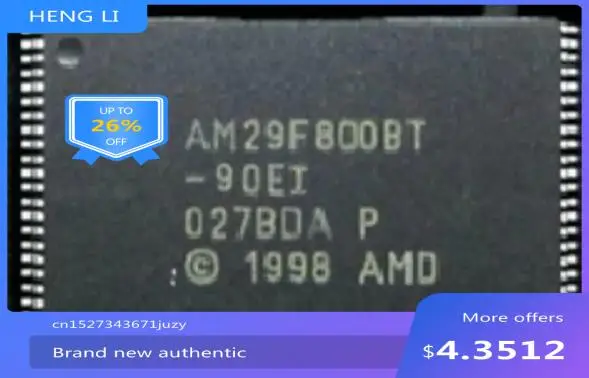 HENG LI
UP TO
26%
OFF
AM29F800BT
-90EI
027BDA P
© 1998 AMD
cn1527343671juzy
More offers
Brand new authentic
$4.3512